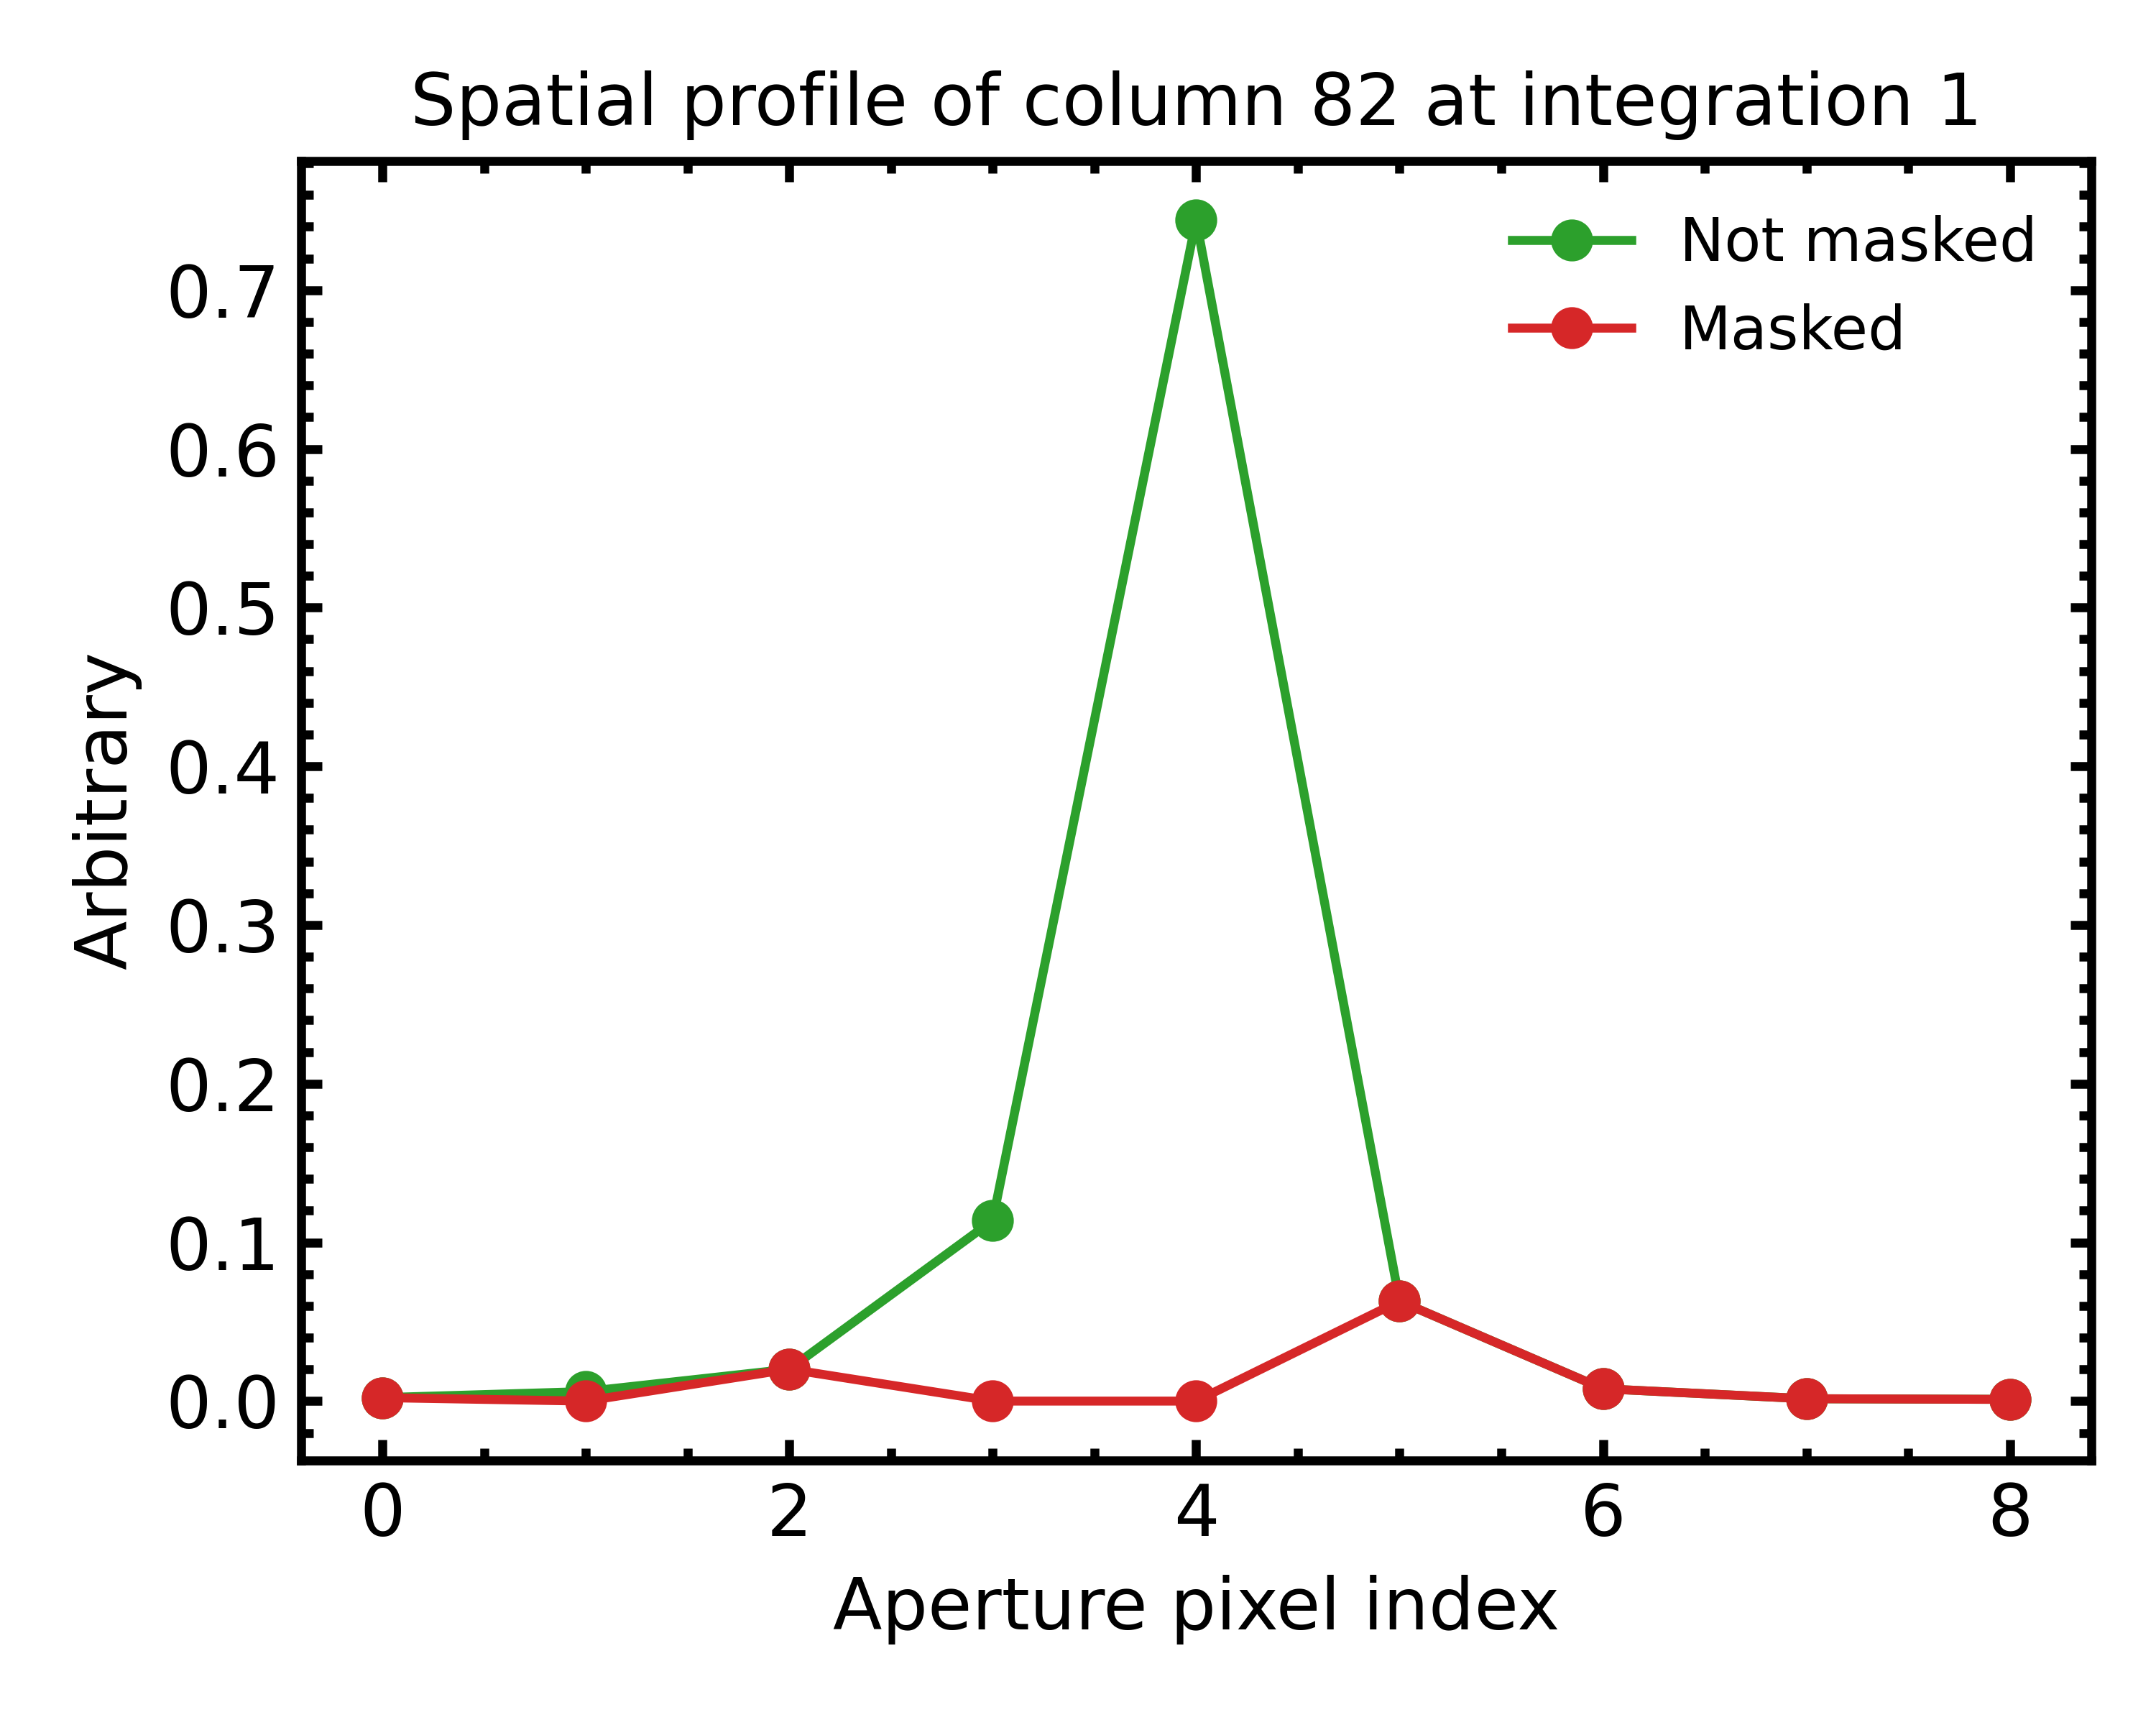 Spatial profile of column 82 at integration 1
Not masked
Masked
0.7
0.6
0.5
0.4
0.3
0.2
0.1
0.0
Arbitrary
0 2 4 6 8
Aperture pixel index